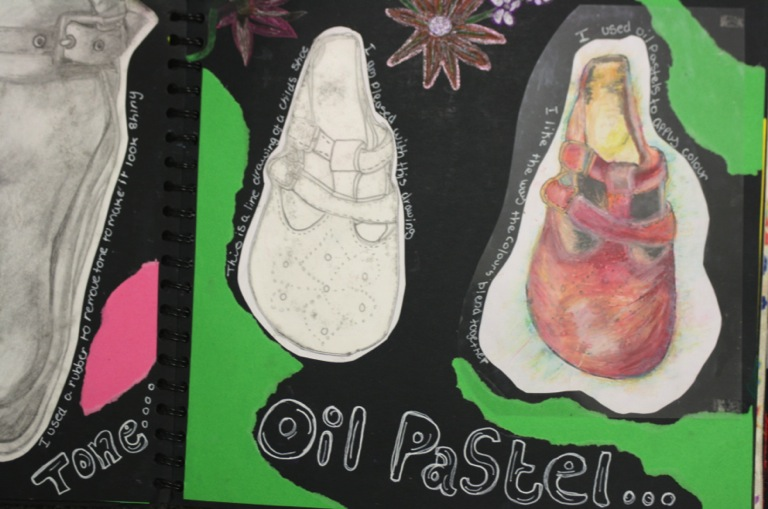 I used a rubber to remove tone to make it look shiny
Tone....
This is a line drawing of a childs shoe
I am pleased with this drawing
I used oil pastels to apply colour
I like the way the colours blend together
Oil Pastel...